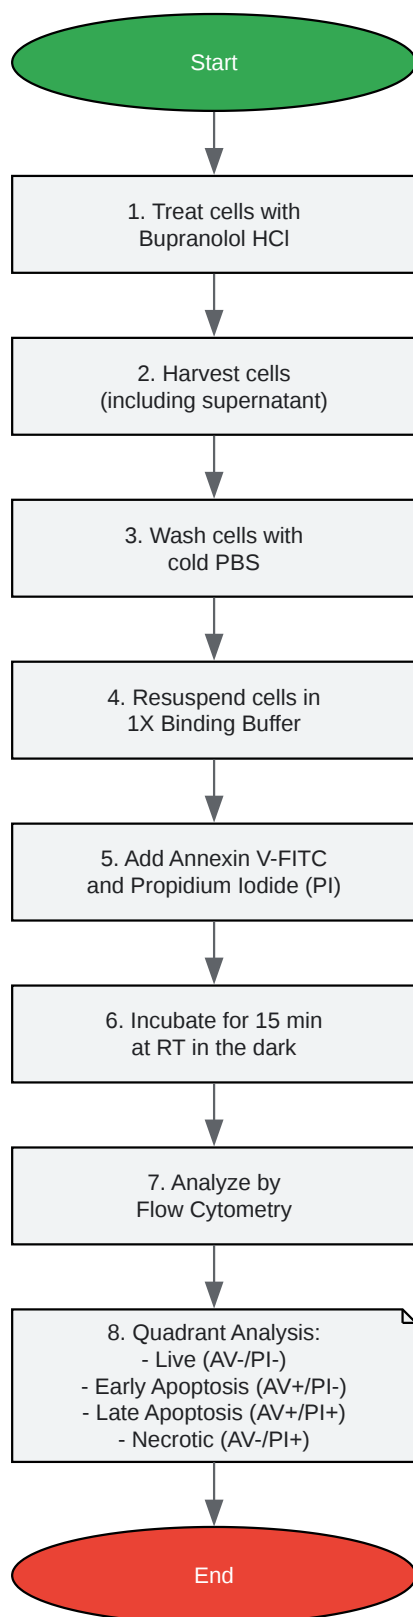 Start
1. Treat cells with
Bupranolol HCl
2. Harvest cells
(including supernatant)
3. Wash cells with
cold PBS
4. Resuspend cells in
1X Binding Buffer
5. Add Annexin V-FITC
and Propidium Iodide (PI)
6. Incubate for 15 min
at RT in the dark
7. Analyze by
Flow Cytometry
8. Quadrant Analysis:
- Live (AV-/PI-)
- Early Apoptosis (AV+/PI-)
- Late Apoptosis (AV+/PI+)
- Necrotic (AV-/PI+)
End